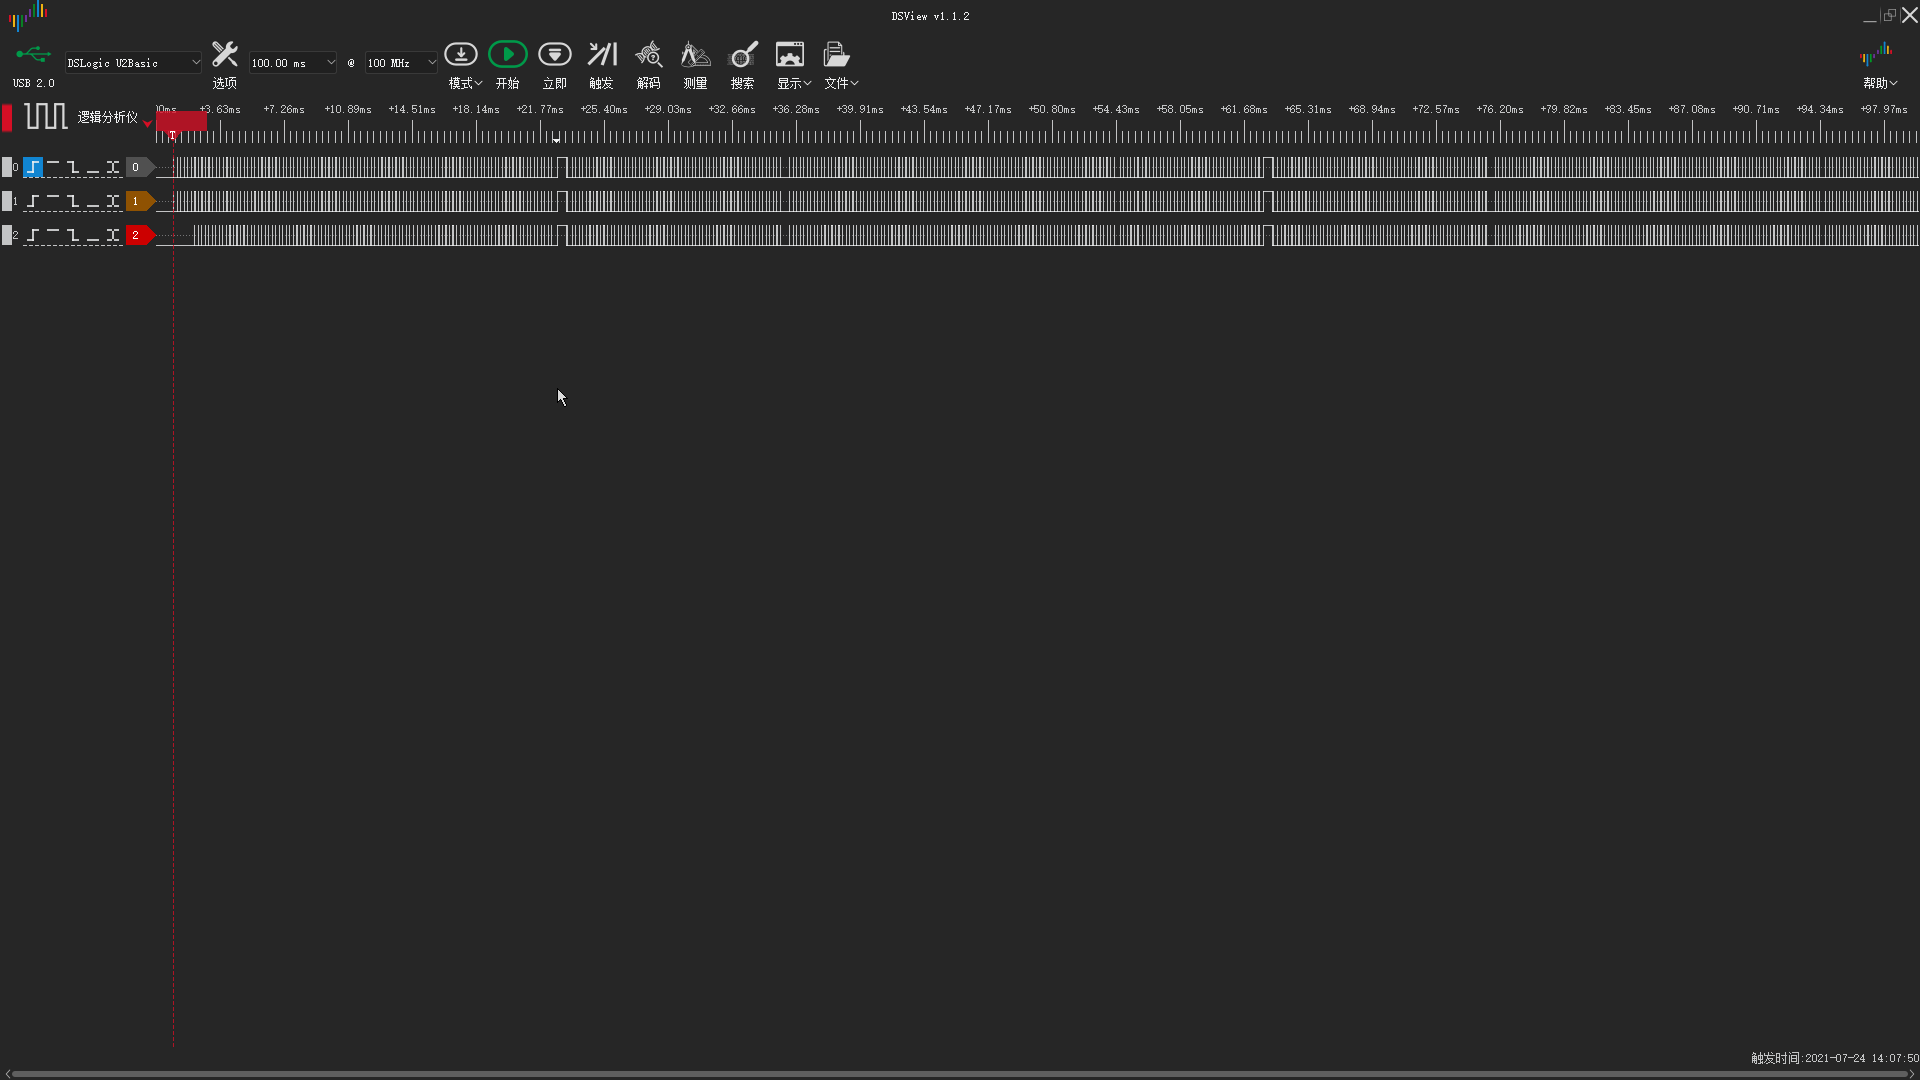 DSView v1.1.2
USB 2.0
DSLogic U2Basic
选项
100.00 ms
@
100 MHz
模式
开始
立即
触发
解码
测量
搜索
显示
文件
帮助
逻辑分析仪
+3.63ms +7.26ms +10.89ms +14.51ms +18.14ms +21.77ms +25.40ms +29.03ms +32.66ms +36.28ms +39.91ms +43.54ms +47.17ms +50.80ms +54.43ms +58.05ms +61.68ms +65.31ms +68.94ms +72.57ms +76.20ms +79.82ms +83.45ms +87.08ms +90.71ms +94.34ms +97.97ms
T
0 0
1 1
2 2
触发时间:2021-07-24 14:07:50